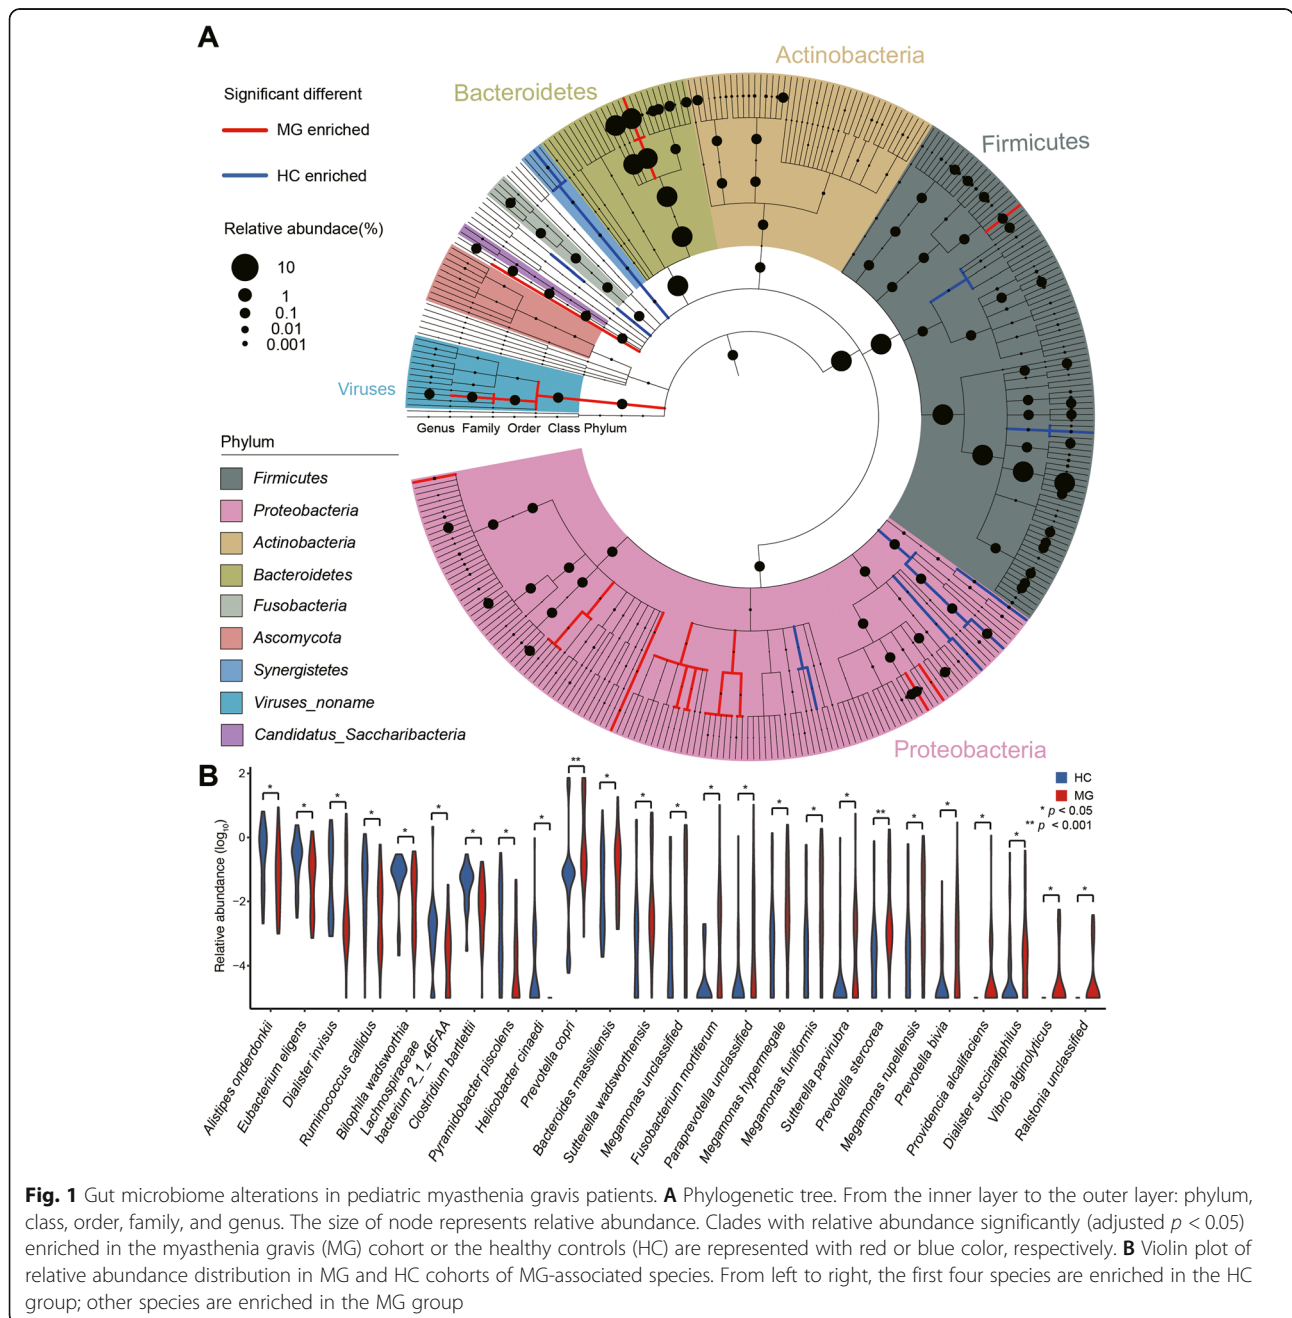 A
Actinobacteria
Bacteroidetes
Firmicutes
Significant different
MG enriched
HC enriched
Relative abundace(%)
10
1
0.1
0.01
0.001
Viruses
Genus Family Order Class Phylum
Phylum
Firmicutes
Proteobacteria
Actinobacteria
Bacteroidetes
Fusobacteria
Ascomycota
Synergistetes
Viruses_noname
Candidatus_Saccharibacteria
Proteobacteria
B
HC
MG
* p < 0.05
** p < 0.001
Relative abundance (log10)
2
0
−2
−4
* * * * * * * * * ** * * * * * * * * ** * * * * * *
Alistipes onderdonkii
Eubacterium eligens
Dialister invisus
Ruminococcus callidus
Bilophila wadsworthia
Lachnospiraceae
bacterium 2_1_46FAA
Clostridium bartlettii
Pyramidobacter piscolens
Helicobacter cinaedi
Prevotella copri
Bacteroides massiliensis
Sutterella wadsworthensis
Megamonas unclassified
Fusobacterium mortiferum
Paraprevotella unclassified
Megamonas hypermegale
Megamonas funiformis
Sutterella parvirubra
Prevotella stercorea
Megamonas rupellensis
Prevotella bivia
Providencia alcalifaciens
Dialister succinatiphilus
Vibrio alginolyticus
Ralstonia unclassified
Fig. 1 Gut microbiome alterations in pediatric myasthenia gravis patients. A Phylogenetic tree. From the inner layer to the outer layer: phylum,
class, order, family, and genus. The size of node represents relative abundance. Clades with relative abundance significantly (adjusted p < 0.05)
enriched in the myasthenia gravis (MG) cohort or the healthy controls (HC) are represented with red or blue color, respectively. B Violin plot of
relative abundance distribution in MG and HC cohorts of MG-associated species. From left to right, the first four species are enriched in the HC
group; other species are enriched in the MG group